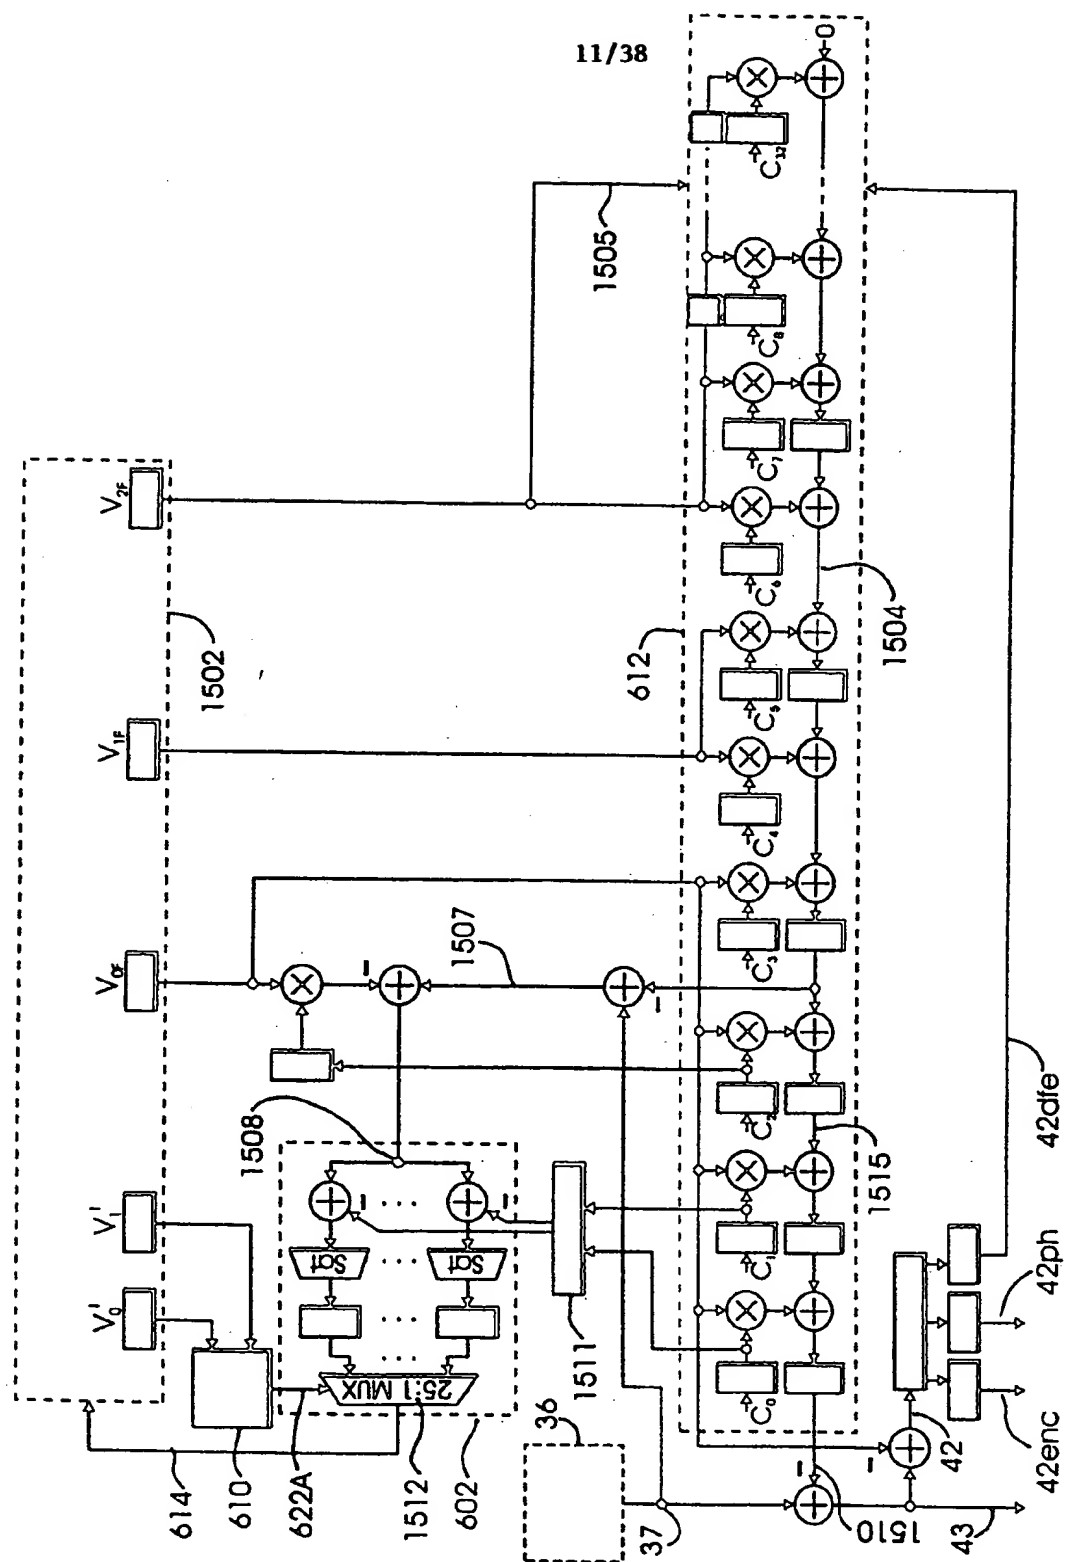 11/38
V'₀
V'₁
V₀F
V₁F
V₂F
1502
614
610
622A
1512
602
25:1 MUX
Sat
Sat
1508
1507
1505
36
37
1511
612
C₀
C₁
C₂
C₃
C₄
C₅
C₆
C₇
C₈
C₃₂
0
1504
1515
1510
43
42
42enc
42ph
42dfe